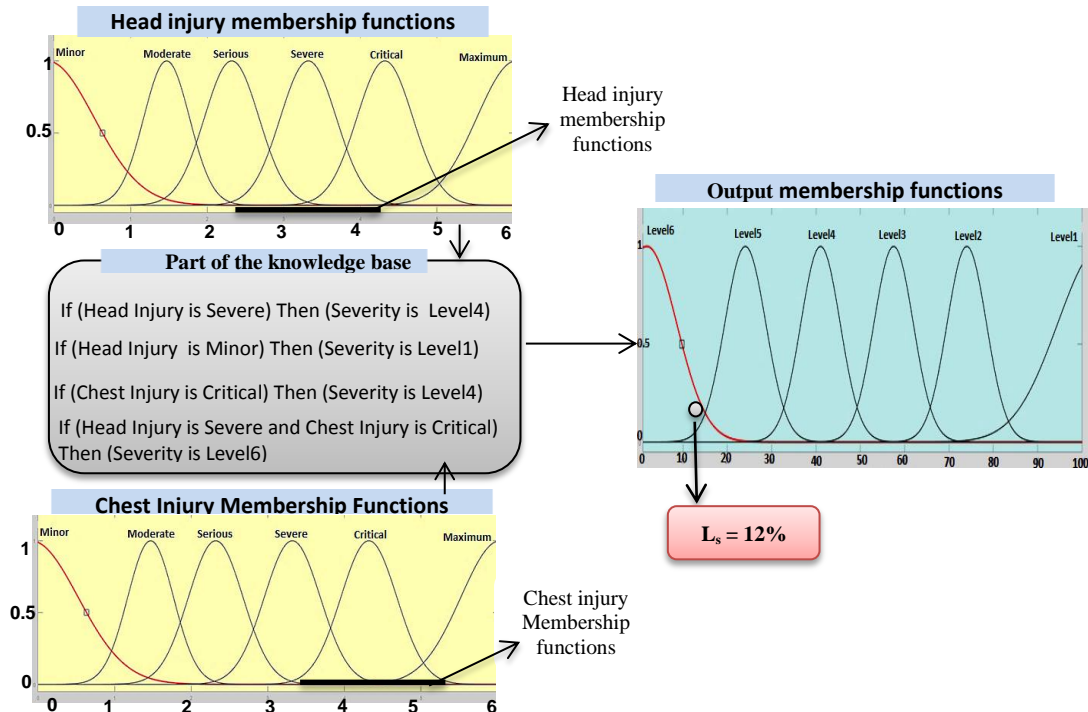 Head injury membership functions
Minor Moderate Serious Severe Critical Maximum
1
0.5
0 1 2 3 4 5 6
Head injury
membership
functions
Part of the knowledge base
If (Head Injury is Severe) Then (Severity is Level4)
If (Head Injury is Minor) Then (Severity is Level1)
If (Chest Injury is Critical) Then (Severity is Level4)
If (Head Injury is Severe and Chest Injury is Critical)
Then (Severity is Level6)
Output membership functions
Level6 Level5 Level4 Level3 Level2 Level1
1
0.5
0
0 10 20 30 40 50 60 70 80 90 100
Ls = 12%
Chest Injury Membership Functions
Minor Moderate Serious Severe Critical Maximum
1
0.5
0
0 1 2 3 4 5 6
Chest injury
Membership
functions